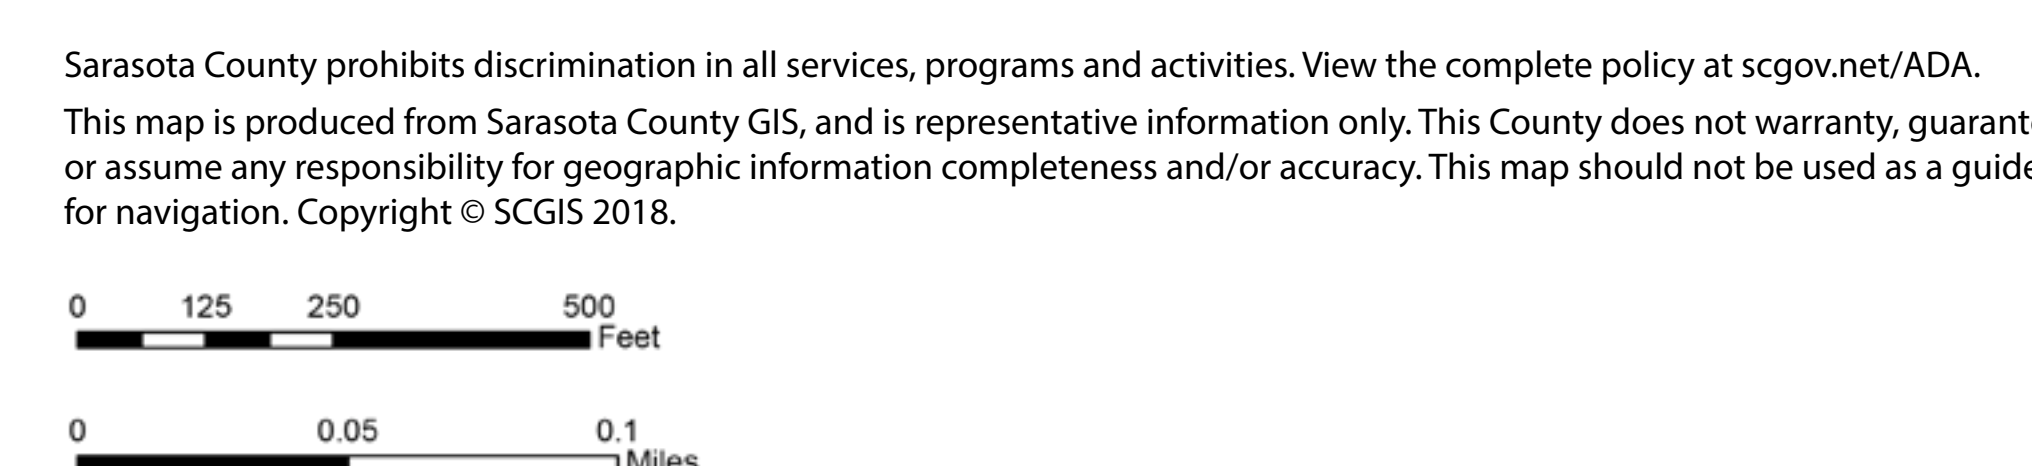 Sarasota County prohibits discrimination in all services, programs and activities. View the complete policy at scgov.net/ADA.
This map is produced from Sarasota County GIS, and is representative information only. This County does not warranty,
or assume any responsibility for geographic information completeness and/or accuracy. This map should not be used as a guide
for navigation. Copyright © SCGIS 2018.
0 125 250 500
Feet
0 0.05 0.1
Miles